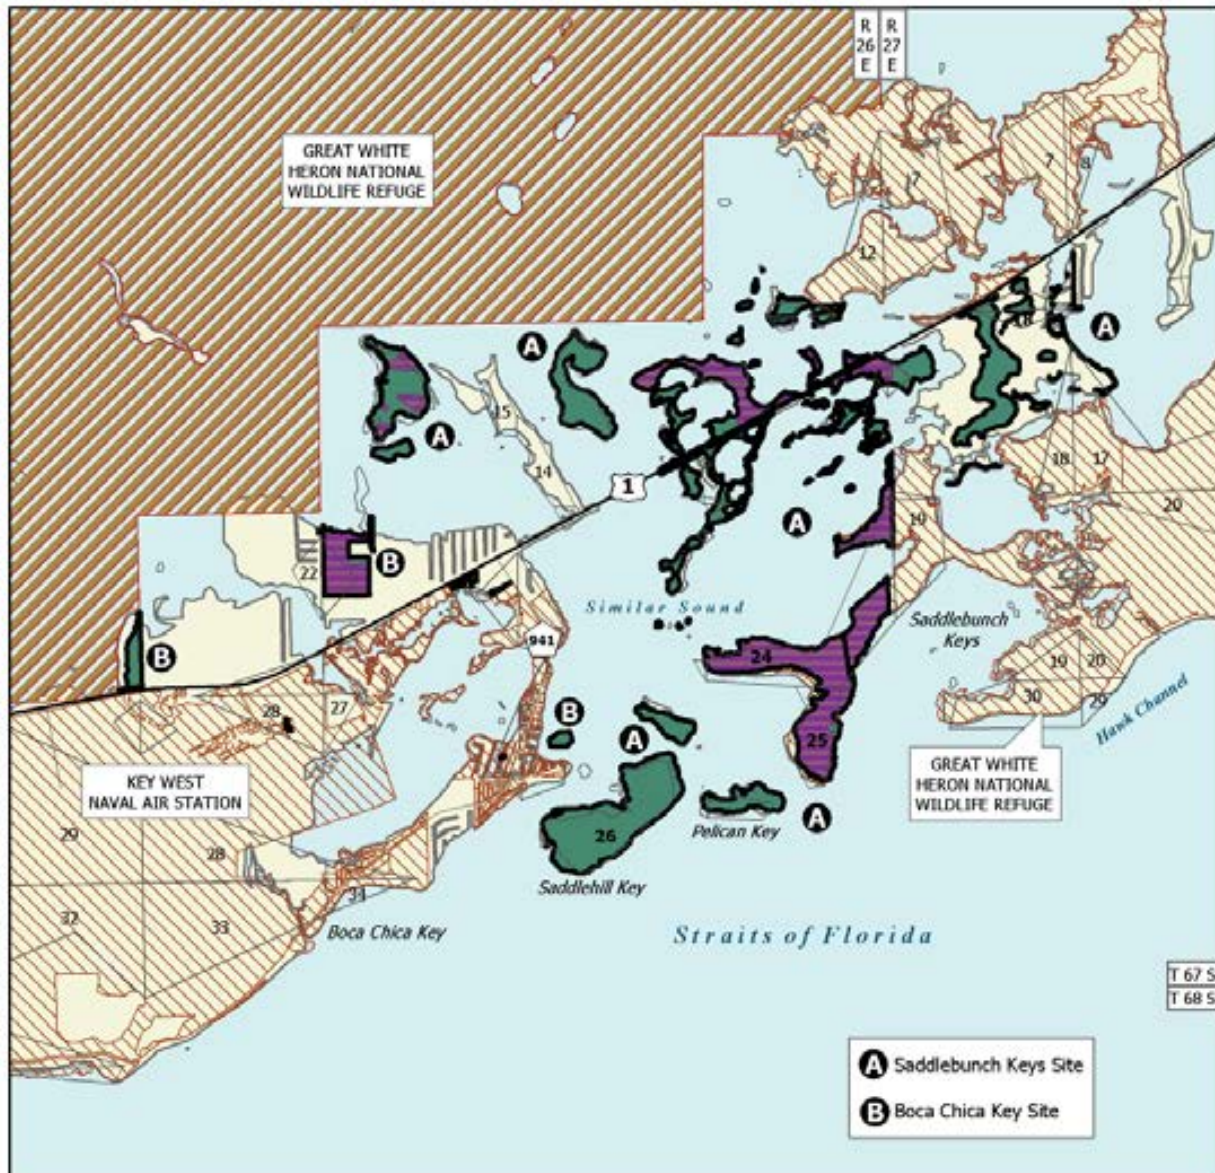 R
26
E
R
27
E
GREAT WHITE
HERON NATIONAL
WILDLIFE REFUGE
7
8
7
12
A
A
18
A
15
14
1
18
17
20
A
19
22
B
Similar Sound
Saddlebunch
Keys
941
B
24
19
20
30
29
Hawk Channel
28
27
B
A
25
KEY WEST
NAVAL AIR STATION
GREAT WHITE
HERON NATIONAL
WILDLIFE REFUGE
29
28
26
Pelican Key
A
Saddlehill Key
34
32
33
Boca Chica Key
Straits of Florida
T 67 S
T 68 S
A Saddlebunch Keys Site
B Boca Chica Key Site